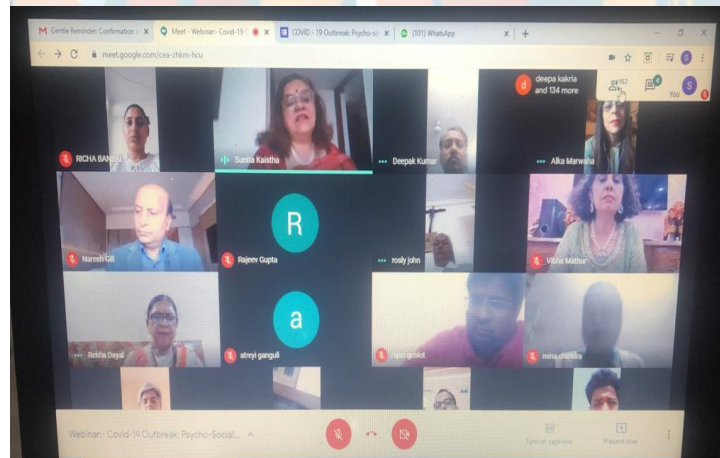 Gentle Reminder: Confirmation
Meet - Webinar:- Covid-19 O
COVID - 19 Outbreak: Psycho-so
(101) WhatsApp
meet.google.com/cea-zhkm-hcu
S
d
deepa kakria
and 134 more
162
4
You
S
RICHA
Sunita Kaistha
Deepak Kumar
Alka Marwaha
R
Naresh Gill
Rajeev Gupta
rosly john
Vibha Mathur
a
Rekha Dayal
atreyi ganguli
mina chandra
Webinar:- Covid-19 Outbreak: Psycho-Social...
Turn on captions
Present now